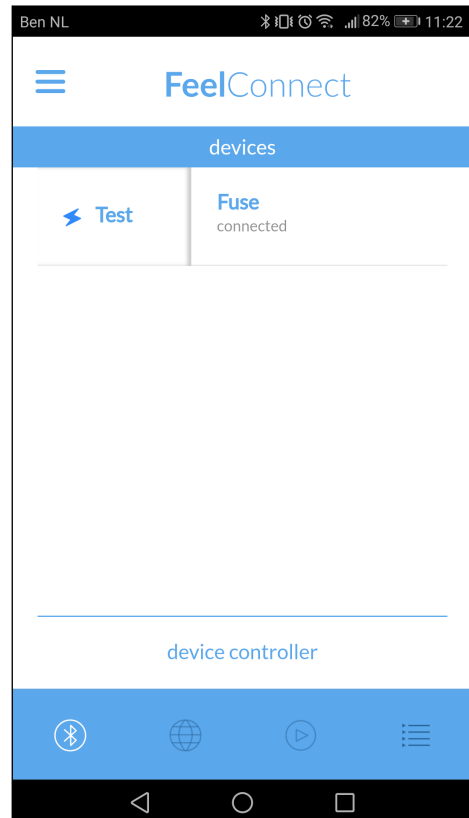 Ben NL 82% 11:22
FeelConnect
devices
Test
Fuse
connected
device controller